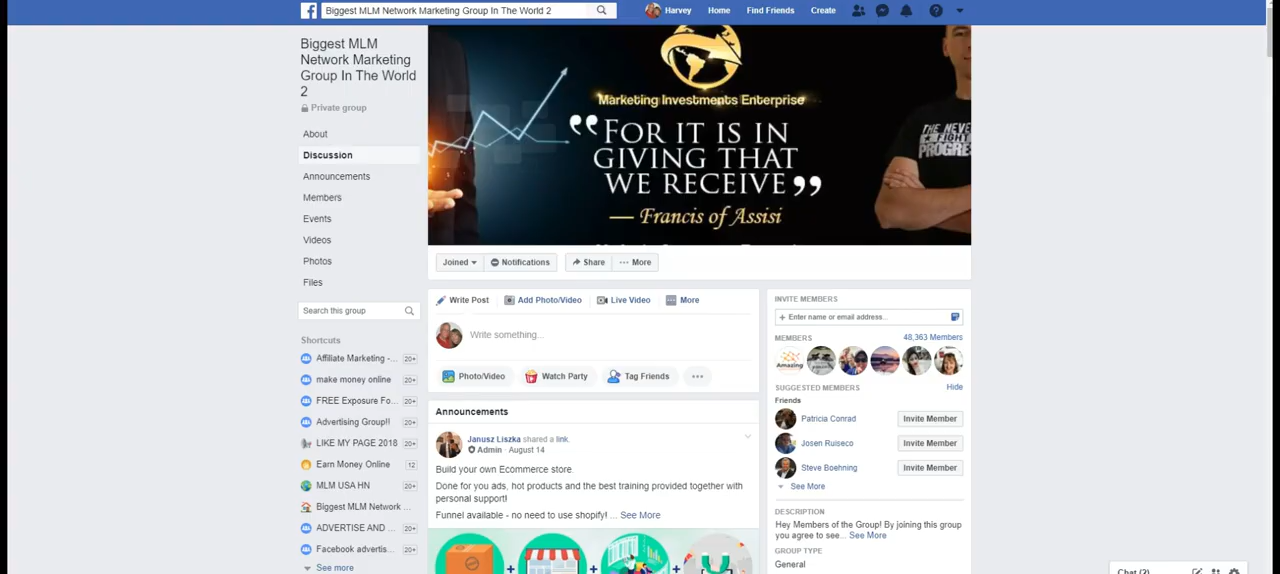 Biggest MLM Network Marketing Group In The World 2
Harvey
Home
Find Friends
Create
Biggest MLM
Network Marketing
Group In The World
2
Private group
About
Discussion
Announcements
Members
Events
Videos
Photos
Files
Search this group
Shortcuts
Affiliate Marketing -... 20+
make money online 20+
FREE Exposure Fo... 20+
Advertising Group!! 20+
LIKE MY PAGE 2018 20+
Earn Money Online 12
MLM USA HN 20+
Biggest MLM Network ...
ADVERTISE AND ... 20+
Facebook advertis... 20+
See more
Marketing Investments Enterprise
“FOR IT IS IN
GIVING THAT
WE RECEIVE”
— Francis of Assisi
THE NEVER
FIGHT
PROGRES
Joined
Notifications
Share
More
Write Post
Add Photo/Video
Live Video
More
Write something...
Photo/Video
Watch Party
Tag Friends
Announcements
Janusz Liszka shared a link.
Admin · August 14
Build your own Ecommerce store.
Done for you ads, hot products and the best training provided together with
personal support!
Funnel available - no need to use shopify! ... See More
INVITE MEMBERS
+ Enter name or email address...
MEMBERS
48,363 Members
Amazing
SUGGESTED MEMBERS
Hide
Friends
Patricia Conrad
Invite Member
Josen Ruiseco
Invite Member
Steve Boehning
Invite Member
See More
DESCRIPTION
Hey Members of the Group! By joining this group
you agree to see... See More
GROUP TYPE
General
Chat (2)